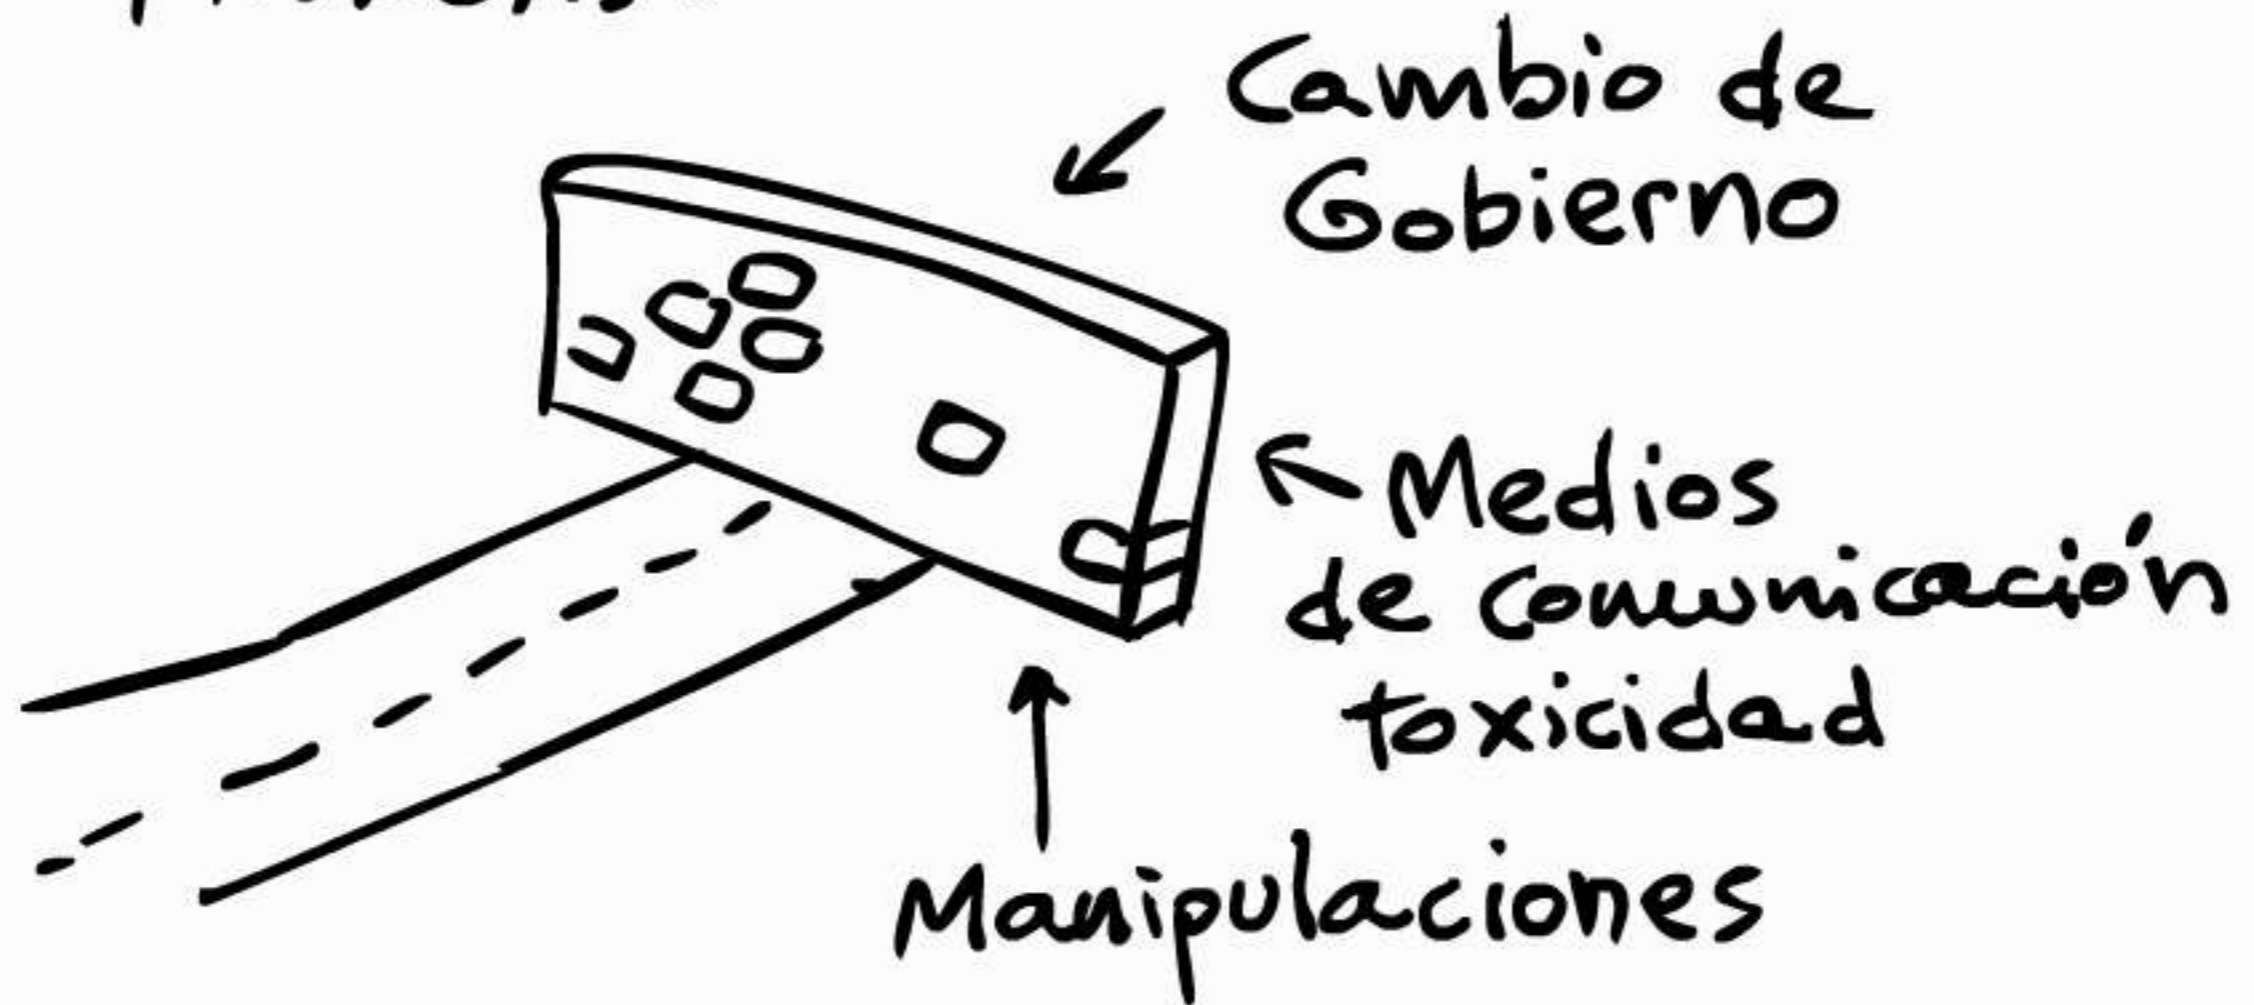 Cambio de
Gobierno
Medios
de comunicación
toxicidad
Manipulaciones